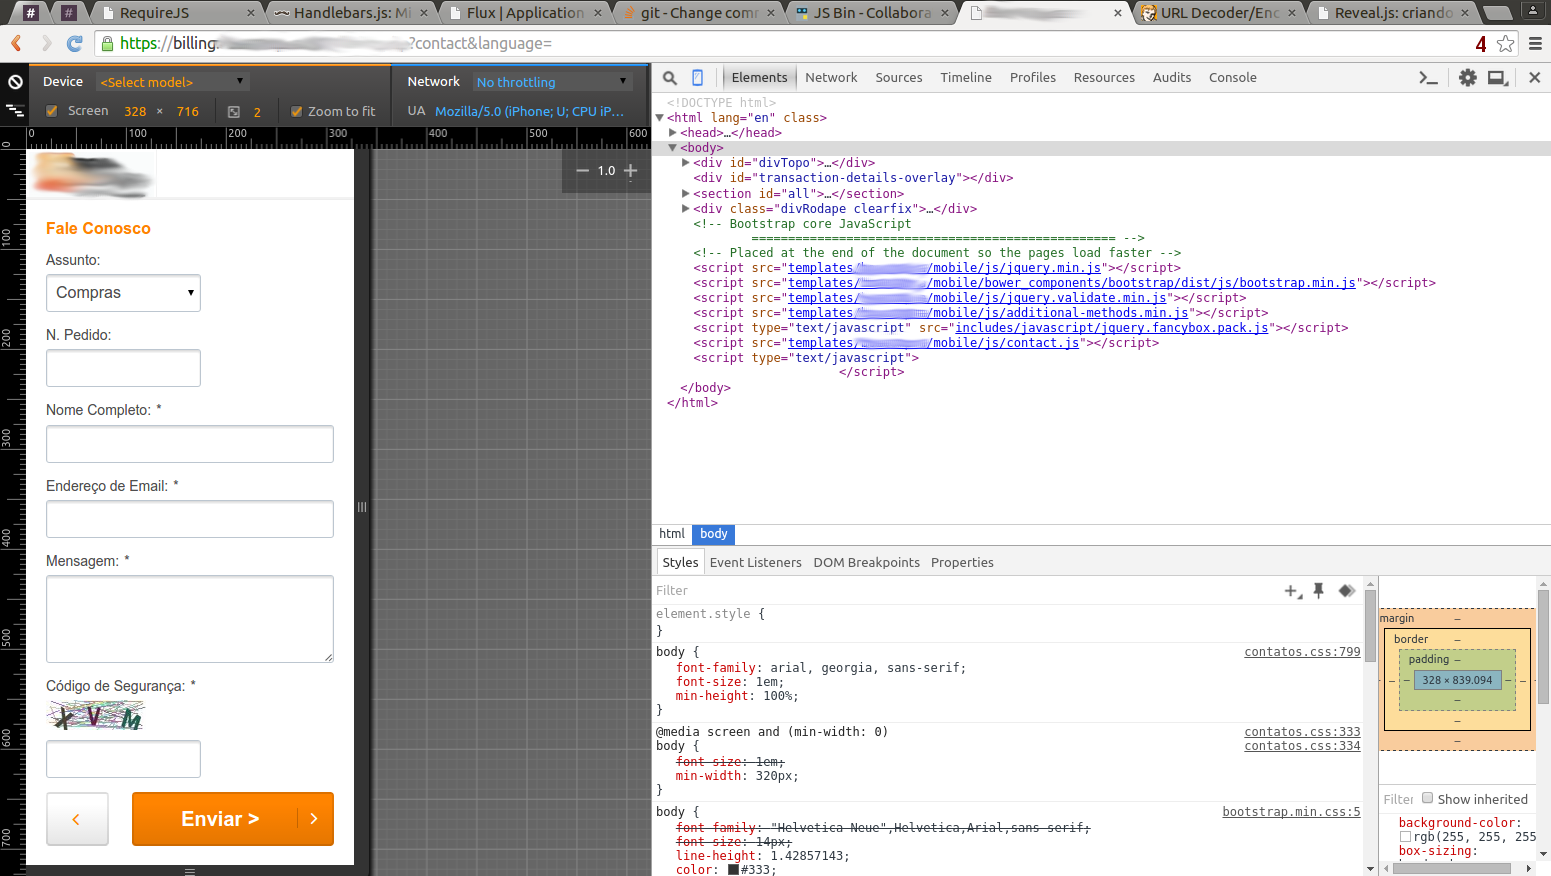 #
#
RequireJS
Handlebars.js: Mi
Flux | Application
git - Change comm
JS Bin - Collabora
URL Decoder/Enc
Reveal.js: criando
https://billing.
?contact&language=
4
Device
<Select model>
Network
No throttling
Screen
328 × 716
2
Zoom to fit
UA
Mozilla/5.0 (iPhone; U; CPU iP...
Elements
Network
Sources
Timeline
Profiles
Resources
Audits
Console
0
100
200
300
400
500
600
0
100
200
300
400
500
600
700
− 1.0 +
Fale Conosco
Assunto:
Compras
N. Pedido:
Nome Completo: *
Endereço de Email: *
Mensagem: *
Código de Segurança: *
X V M
‹
Enviar >
›
<!DOCTYPE html>
<html lang="en" class>
<head>…</head>
<body>
<div id="divTopo">…</div>
<div id="transaction-details-overlay"></div>
<section id="all">…</section>
<div class="divRodape clearfix">…</div>
<!-- Bootstrap core JavaScript
================================================== -->
<!-- Placed at the end of the document so the pages load faster -->
<script src="templates/ /mobile/js/jquery.min.js"></script>
<script src="templates/ /mobile/bower_components/bootstrap/dist/js/bootstrap.min.js"></script>
<script src="templates/ /mobile/js/jquery.validate.min.js"></script>
<script src="templates/ /mobile/js/additional-methods.min.js"></script>
<script type="text/javascript" src="includes/javascript/jquery.fancybox.pack.js"></script>
<script src="templates/ /mobile/js/contact.js"></script>
<script type="text/javascript">
</script>
</body>
</html>
html
body
Styles
Event Listeners
DOM Breakpoints
Properties
Filter
element.style {
}
body {
contatos.css:799
font-family: arial, georgia, sans-serif;
font-size: 1em;
min-height: 100%;
}
@media screen and (min-width: 0)
contatos.css:333
body {
contatos.css:334
font-size: 1em;
min-width: 320px;
}
body {
bootstrap.min.css:5
font-family: "Helvetica Neue",Helvetica,Arial,sans-serif;
font-size: 14px;
line-height: 1.42857143;
color: #333;
margin
–
border
–
padding
–
– – 328 × 839.094 – –
–
–
–
Filter
Show inherited
background-color:
rgb(255, 255, 255
box-sizing: